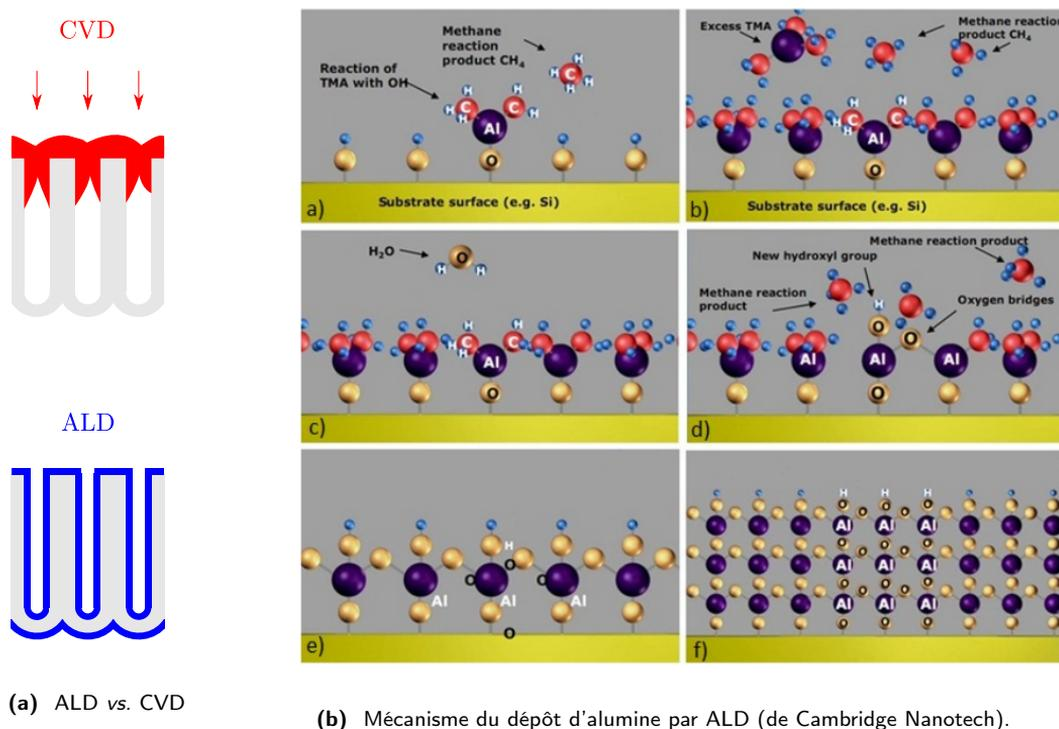 CVD
ALD
(a) ALD vs. CVD
Methane
reaction
product CH4
Reaction of
TMA with OH
H
C
H
H
H
H
H
C
C
H
H
Al
O
Substrate surface (e.g. Si)
a)
Excess TMA
Methane reaction
product CH4
H
C
C
H
H
Al
O
Substrate surface (e.g. Si)
b)
H2O
O
H
H
H
H
C
C
H
H
Al
O
c)
Methane reaction product
New hydroxyl group
Methane reaction
product
Oxygen bridges
H
O
O
Al
Al
Al
O
d)
H
O
O
O
Al
Al
Al
O
e)
H H H
O O O
O O
Al Al Al
O O O
O O
Al Al Al
O O O
O O
Al Al Al
O O O
f)
(b) Mécanisme du dépôt d'alumine par ALD (de Cambridge Nanotech).